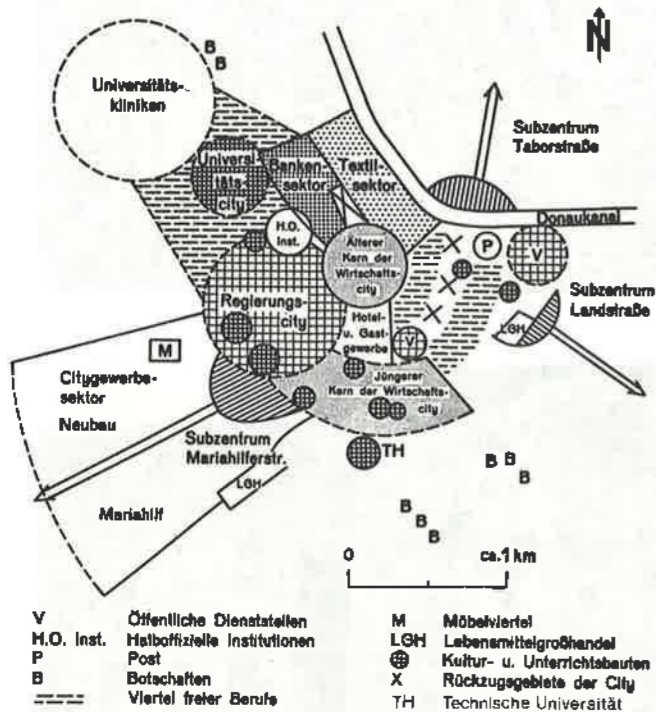 N
B
B
Universitäts-
kliniken
Subzentrum
Taborstraße
Universi-
täts-
city
Banken-
sektor
Textil-
sektor
Donaukanal
H.O.
Inst.
Älterer
Kern der
Wirtschafts-
city
X
P
V
X
X
Regierungs-
city
Hotel-
u. Gast-
gewerbe
V
Subzentrum
Landstraße
LGH
M
Citygewerbe-
sektor
Neubau
Jüngerer
Kern der Wirtschafts-
city
Subzentrum
Mariahilferstr.
TH
LGH
Mariahilf
B
B
B
B
B
B
0 ca.1 km
V Öffentliche Dienststellen
H.O. Inst. Halboffizielle Institutionen
P Post
B Botschaften
Viertel freier Berufe
M Möbelviertel
LGH Lebensmittelgroßhandel
Kultur- u. Unterrichtsbauten
X Rückzugsgebiete der City
TH Technische Universität